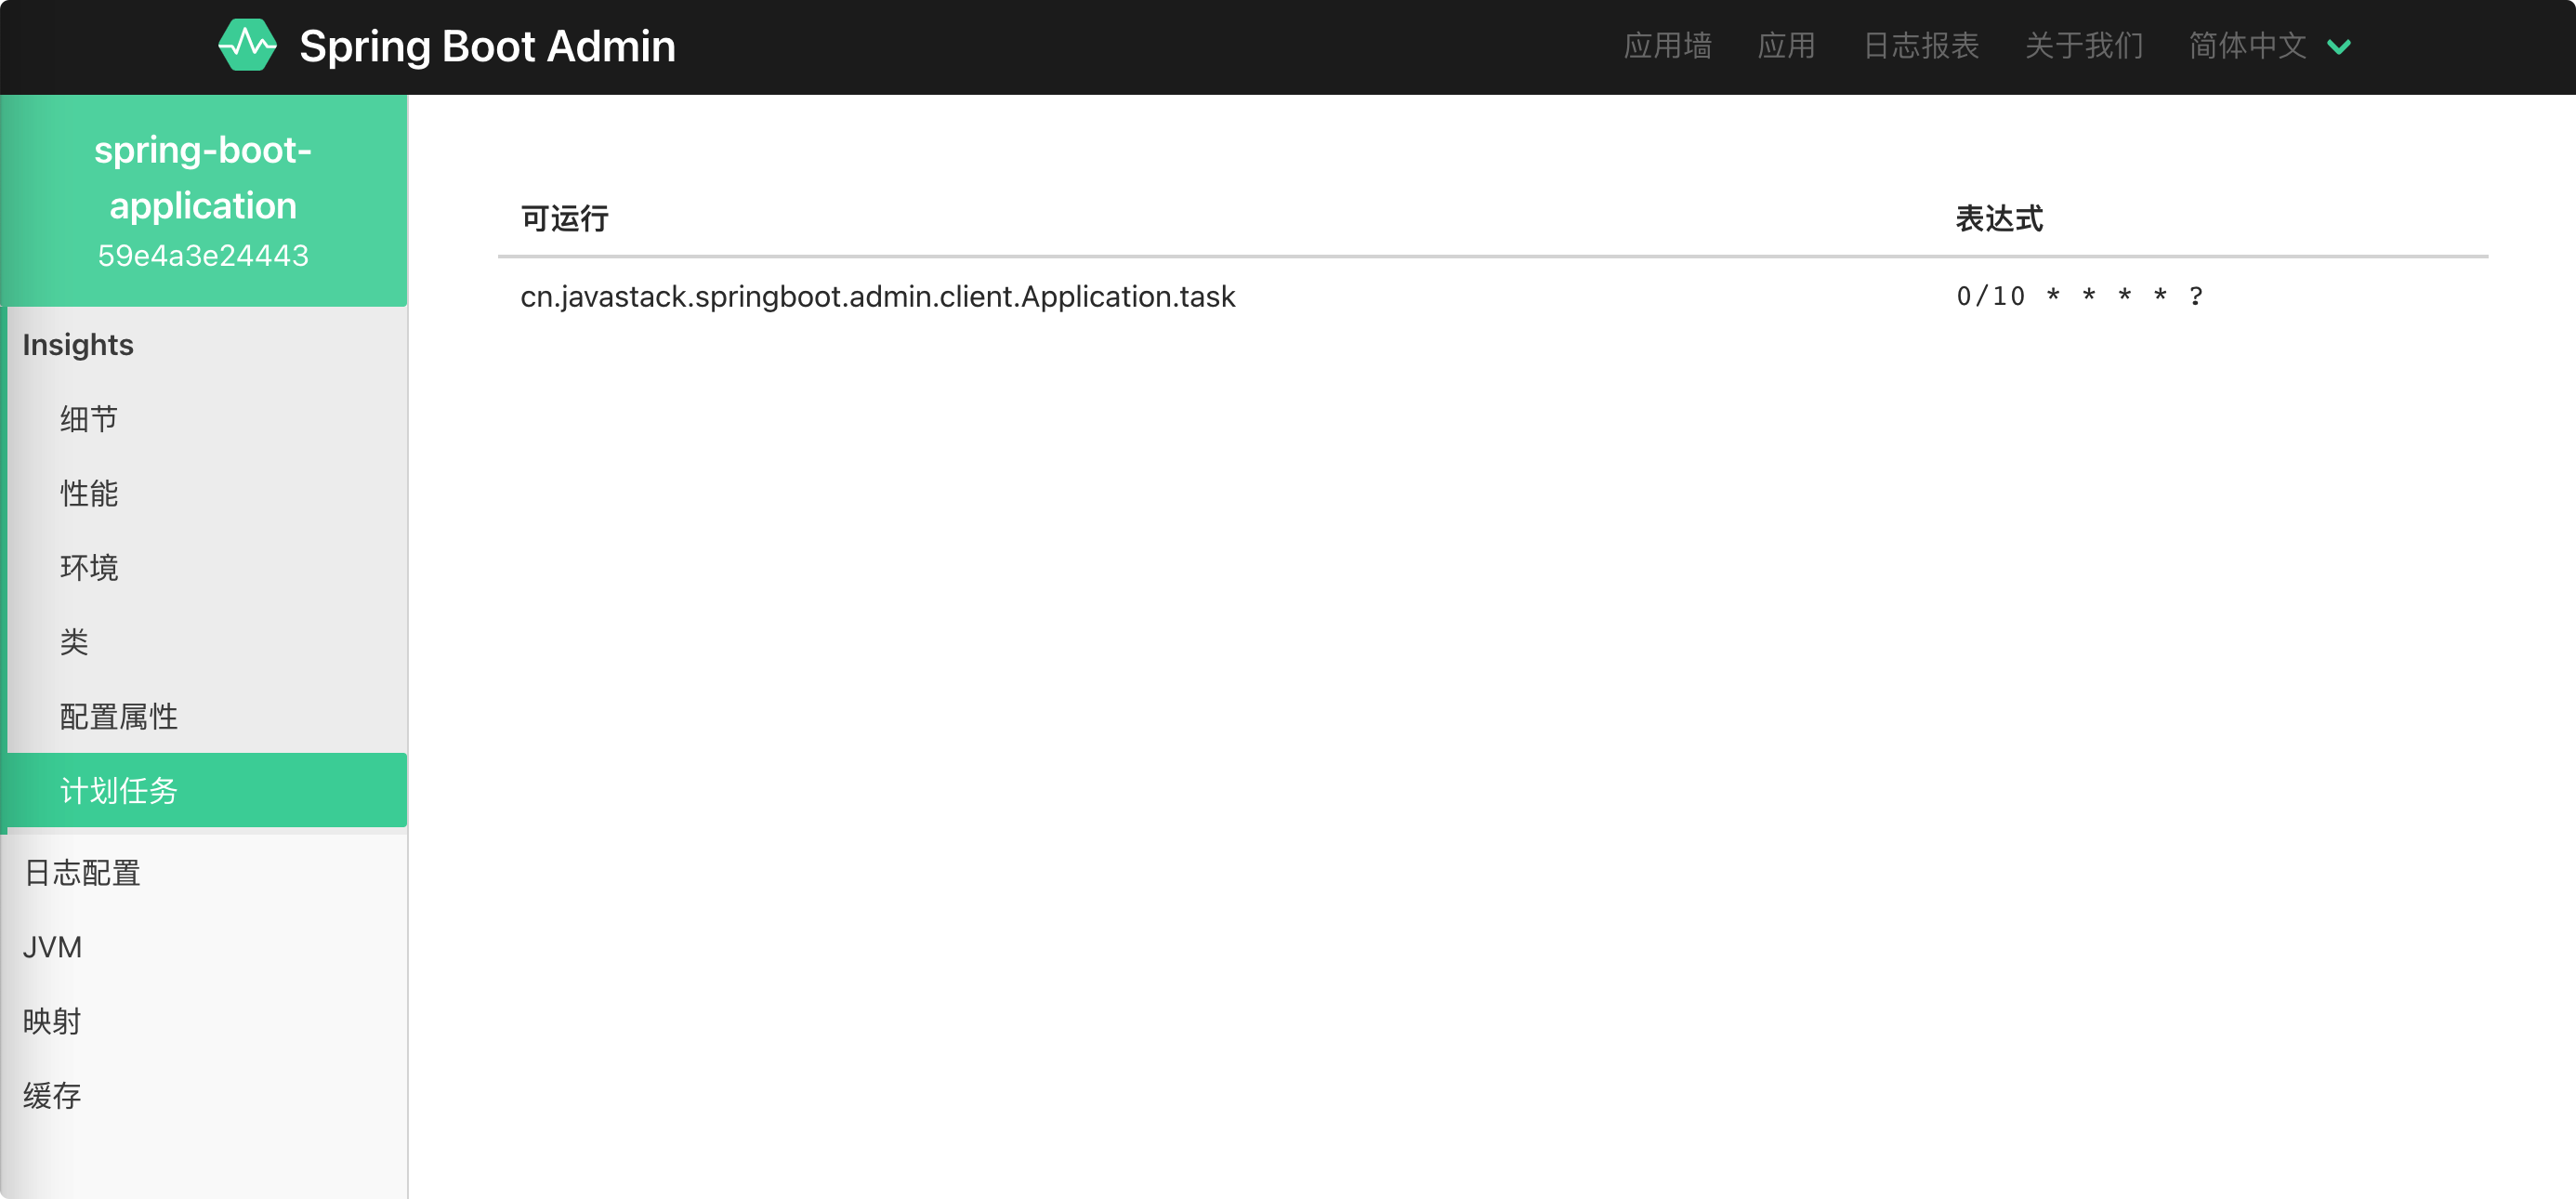 Spring Boot Admin
应用墙 应用 日志报表 关于我们 简体中文
spring-boot-
application
59e4a3e24443
Insights
细节
性能
环境
类
配置属性
计划任务
日志配置
JVM
映射
缓存
可运行 表达式
cn.javastack.springboot.admin.client.Application.task 0/10 * * * * ?